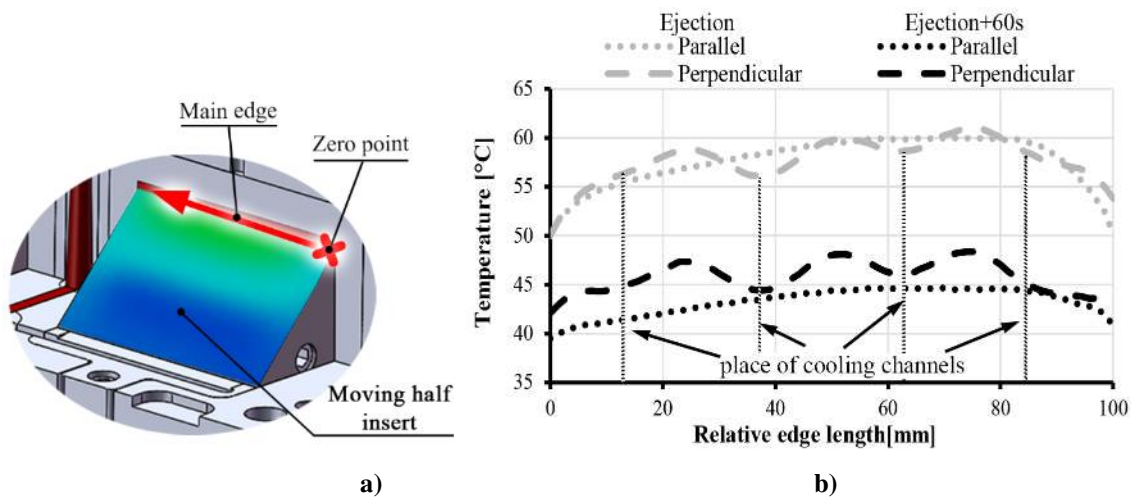 Main edge
Zero point
Moving half
insert
a)
Ejection Ejection+60s
Parallel Parallel
Perpendicular Perpendicular
65
60
55
50
45
40
35
Temperature [°C]
place of cooling channels
0 20 40 60 80 100
Relative edge length[mm]
b)